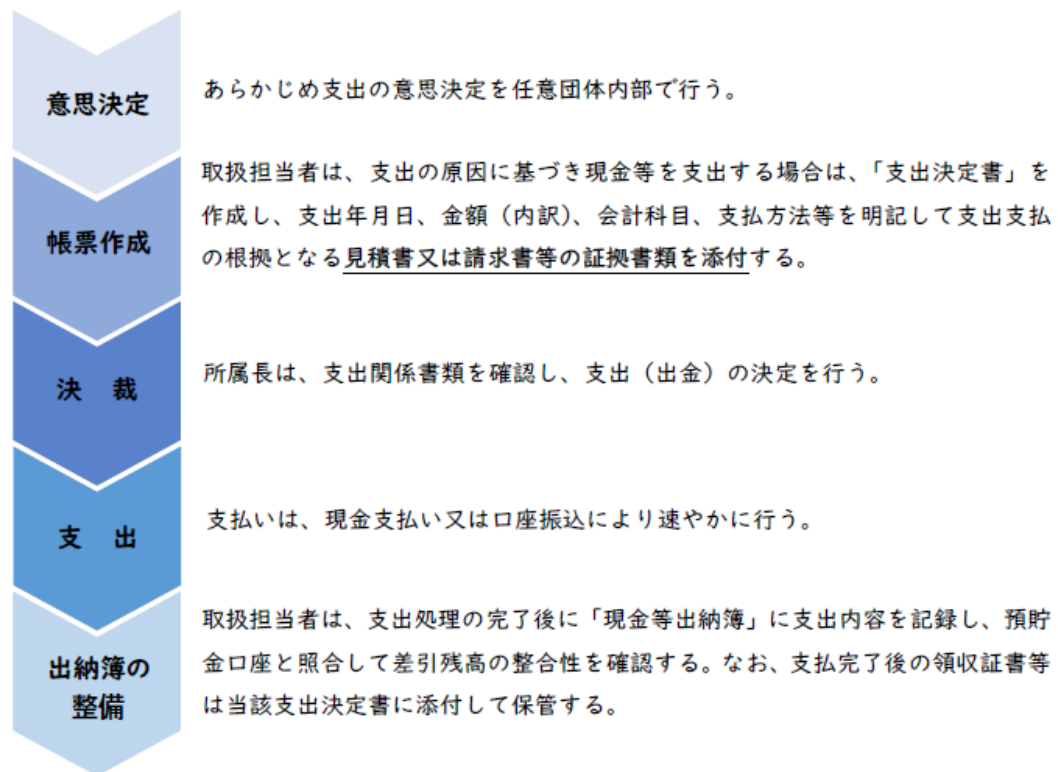 意思決定
あらかじめ支出の意思決定を任意団体内部で行う。
帳票作成
取扱担当者は、支出の原因に基づき現金等を支出する場合は、「支出決定書」を
作成し、支出年月日、金額（内訳）、会計科目、支払方法等を明記して支出支払
の根拠となる見積書又は請求書等の証拠書類を添付する。
決　裁
所属長は、支出関係書類を確認し、支出（出金）の決定を行う。
支　出
支払いは、現金支払い又は口座振込により速やかに行う。
出納簿の
整備
取扱担当者は、支出処理の完了後に「現金等出納簿」に支出内容を記録し、預貯
金口座と照合して差引残高の整合性を確認する。なお、支払完了後の領収証書等
は当該支出決定書に添付して保管する。